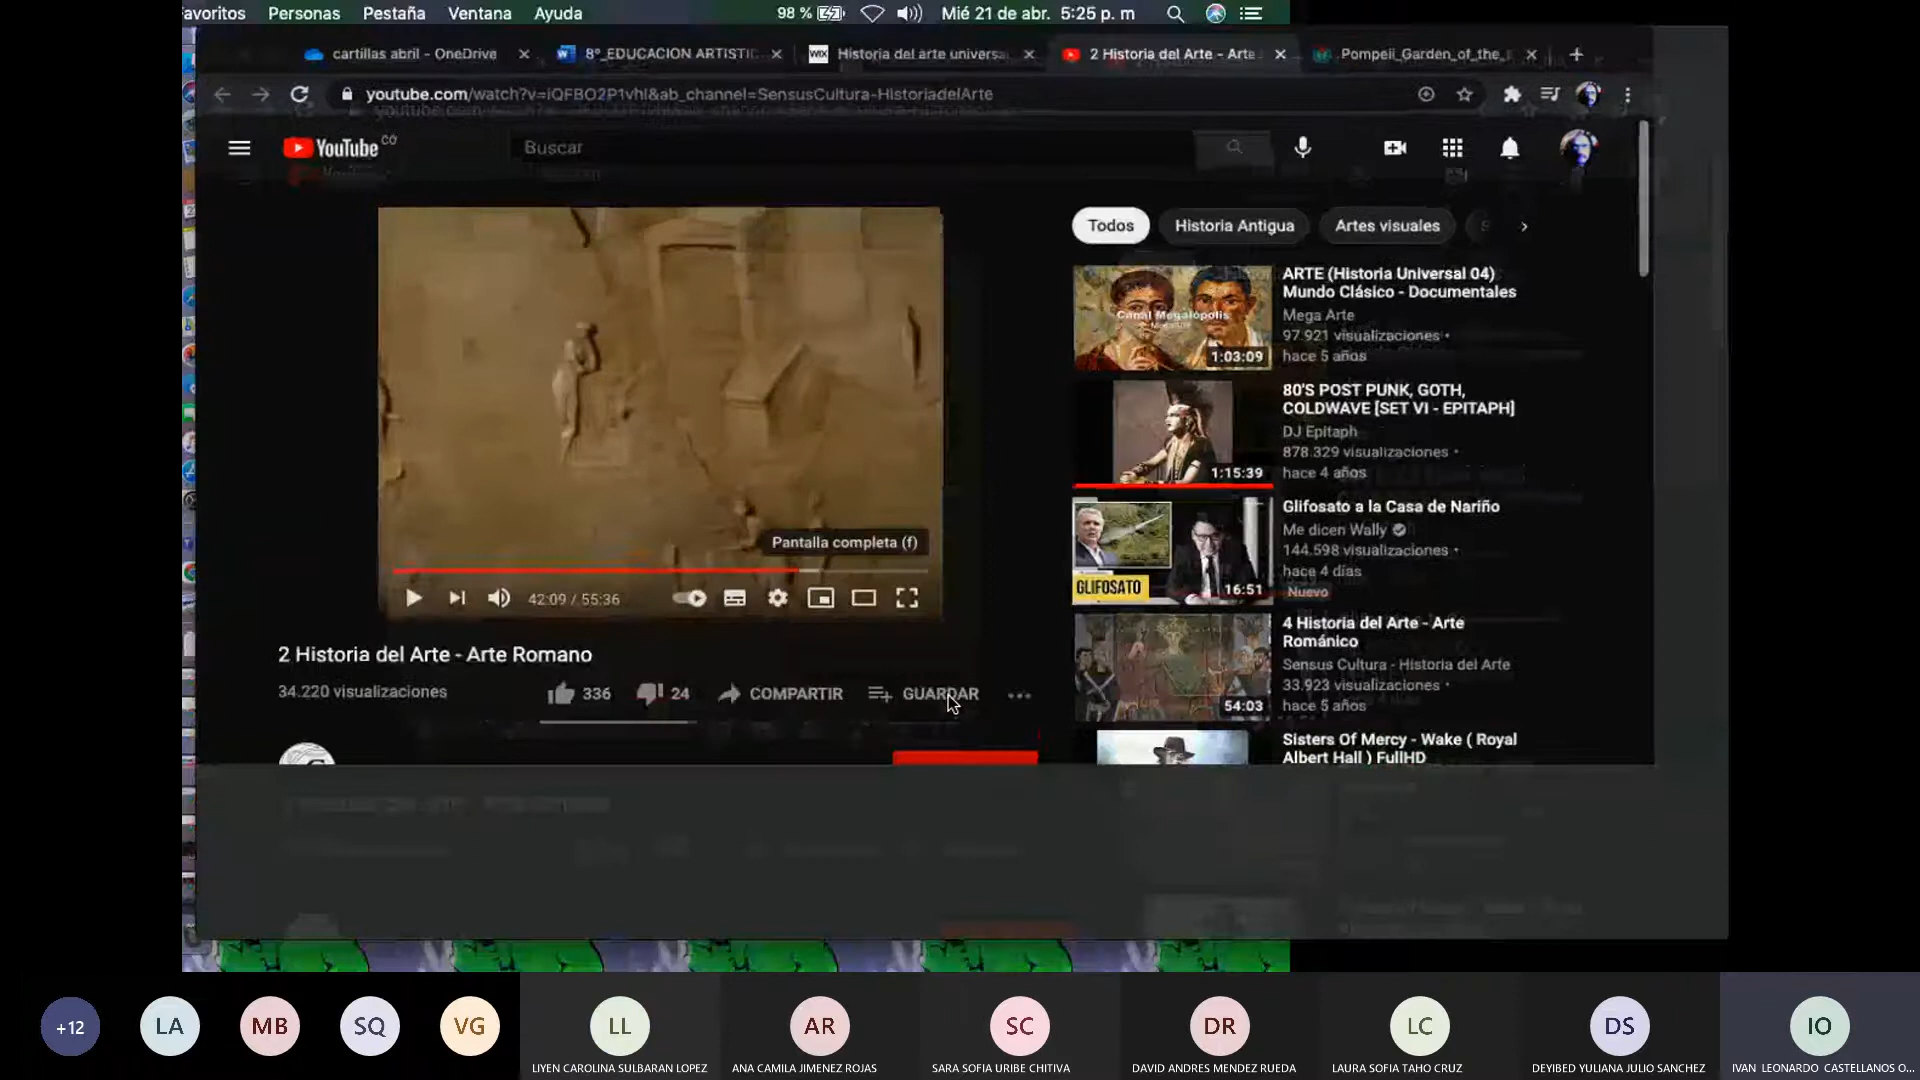 Favoritos Personas Pestaña Ventana Ayuda 98 % Mié 21 de abr. 5:25 p. m
cartillas abril - OneDrive
8º_EDUCACION ARTISTIC
WIX Historia del arte universa
2 Historia del Arte - Arte
Pompeii_Garden_of_the_
youtube.com/watch?v=iQFBO2P1vhI&ab_channel=SensusCultura-HistoriadelArte
YouTube CO
Buscar
Todos Historia Antigua Artes visuales S
Canal Megalopolis
1:03:09
ARTE (Historia Universal 04)
Mundo Clásico - Documentales
Mega Arte
97.921 visualizaciones •
hace 5 años
1:15:39
80'S POST PUNK, GOTH,
COLDWAVE [SET VI - EPITAPH]
DJ Epitaph
878.329 visualizaciones •
hace 4 años
GLIFOSATO
16:51
Glifosato a la Casa de Nariño
Me dicen Wally
144.598 visualizaciones •
hace 4 días
Nuevo
54:03
4 Historia del Arte - Arte
Románico
Sensus Cultura - Historia del Arte
33.923 visualizaciones •
hace 5 años
Sisters Of Mercy - Wake ( Royal
Albert Hall ) FullHD
Pantalla completa (f)
42:09 / 55:36
2 Historia del Arte - Arte Romano
34.220 visualizaciones
336 24 COMPARTIR GUARDAR
+12
LA
MB
SQ
VG
LL
LIYEN CAROLINA SULBARAN LOPEZ
AR
ANA CAMILA JIMENEZ ROJAS
SC
SARA SOFIA URIBE CHITIVA
DR
DAVID ANDRES MENDEZ RUEDA
LC
LAURA SOFIA TAHO CRUZ
DS
DEYIBED YULIANA JULIO SANCHEZ
IO
IVAN LEONARDO CASTELLANOS O...